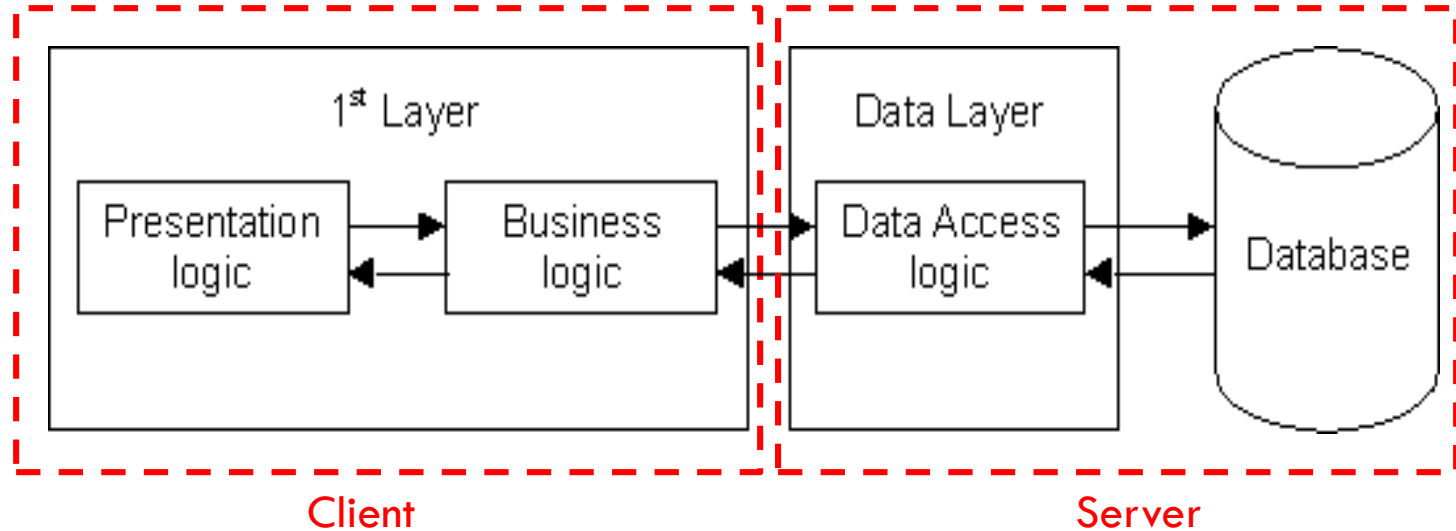 1st Layer
Presentation
logic
Business
logic
Data Layer
Data Access
logic
Database
Client
Server